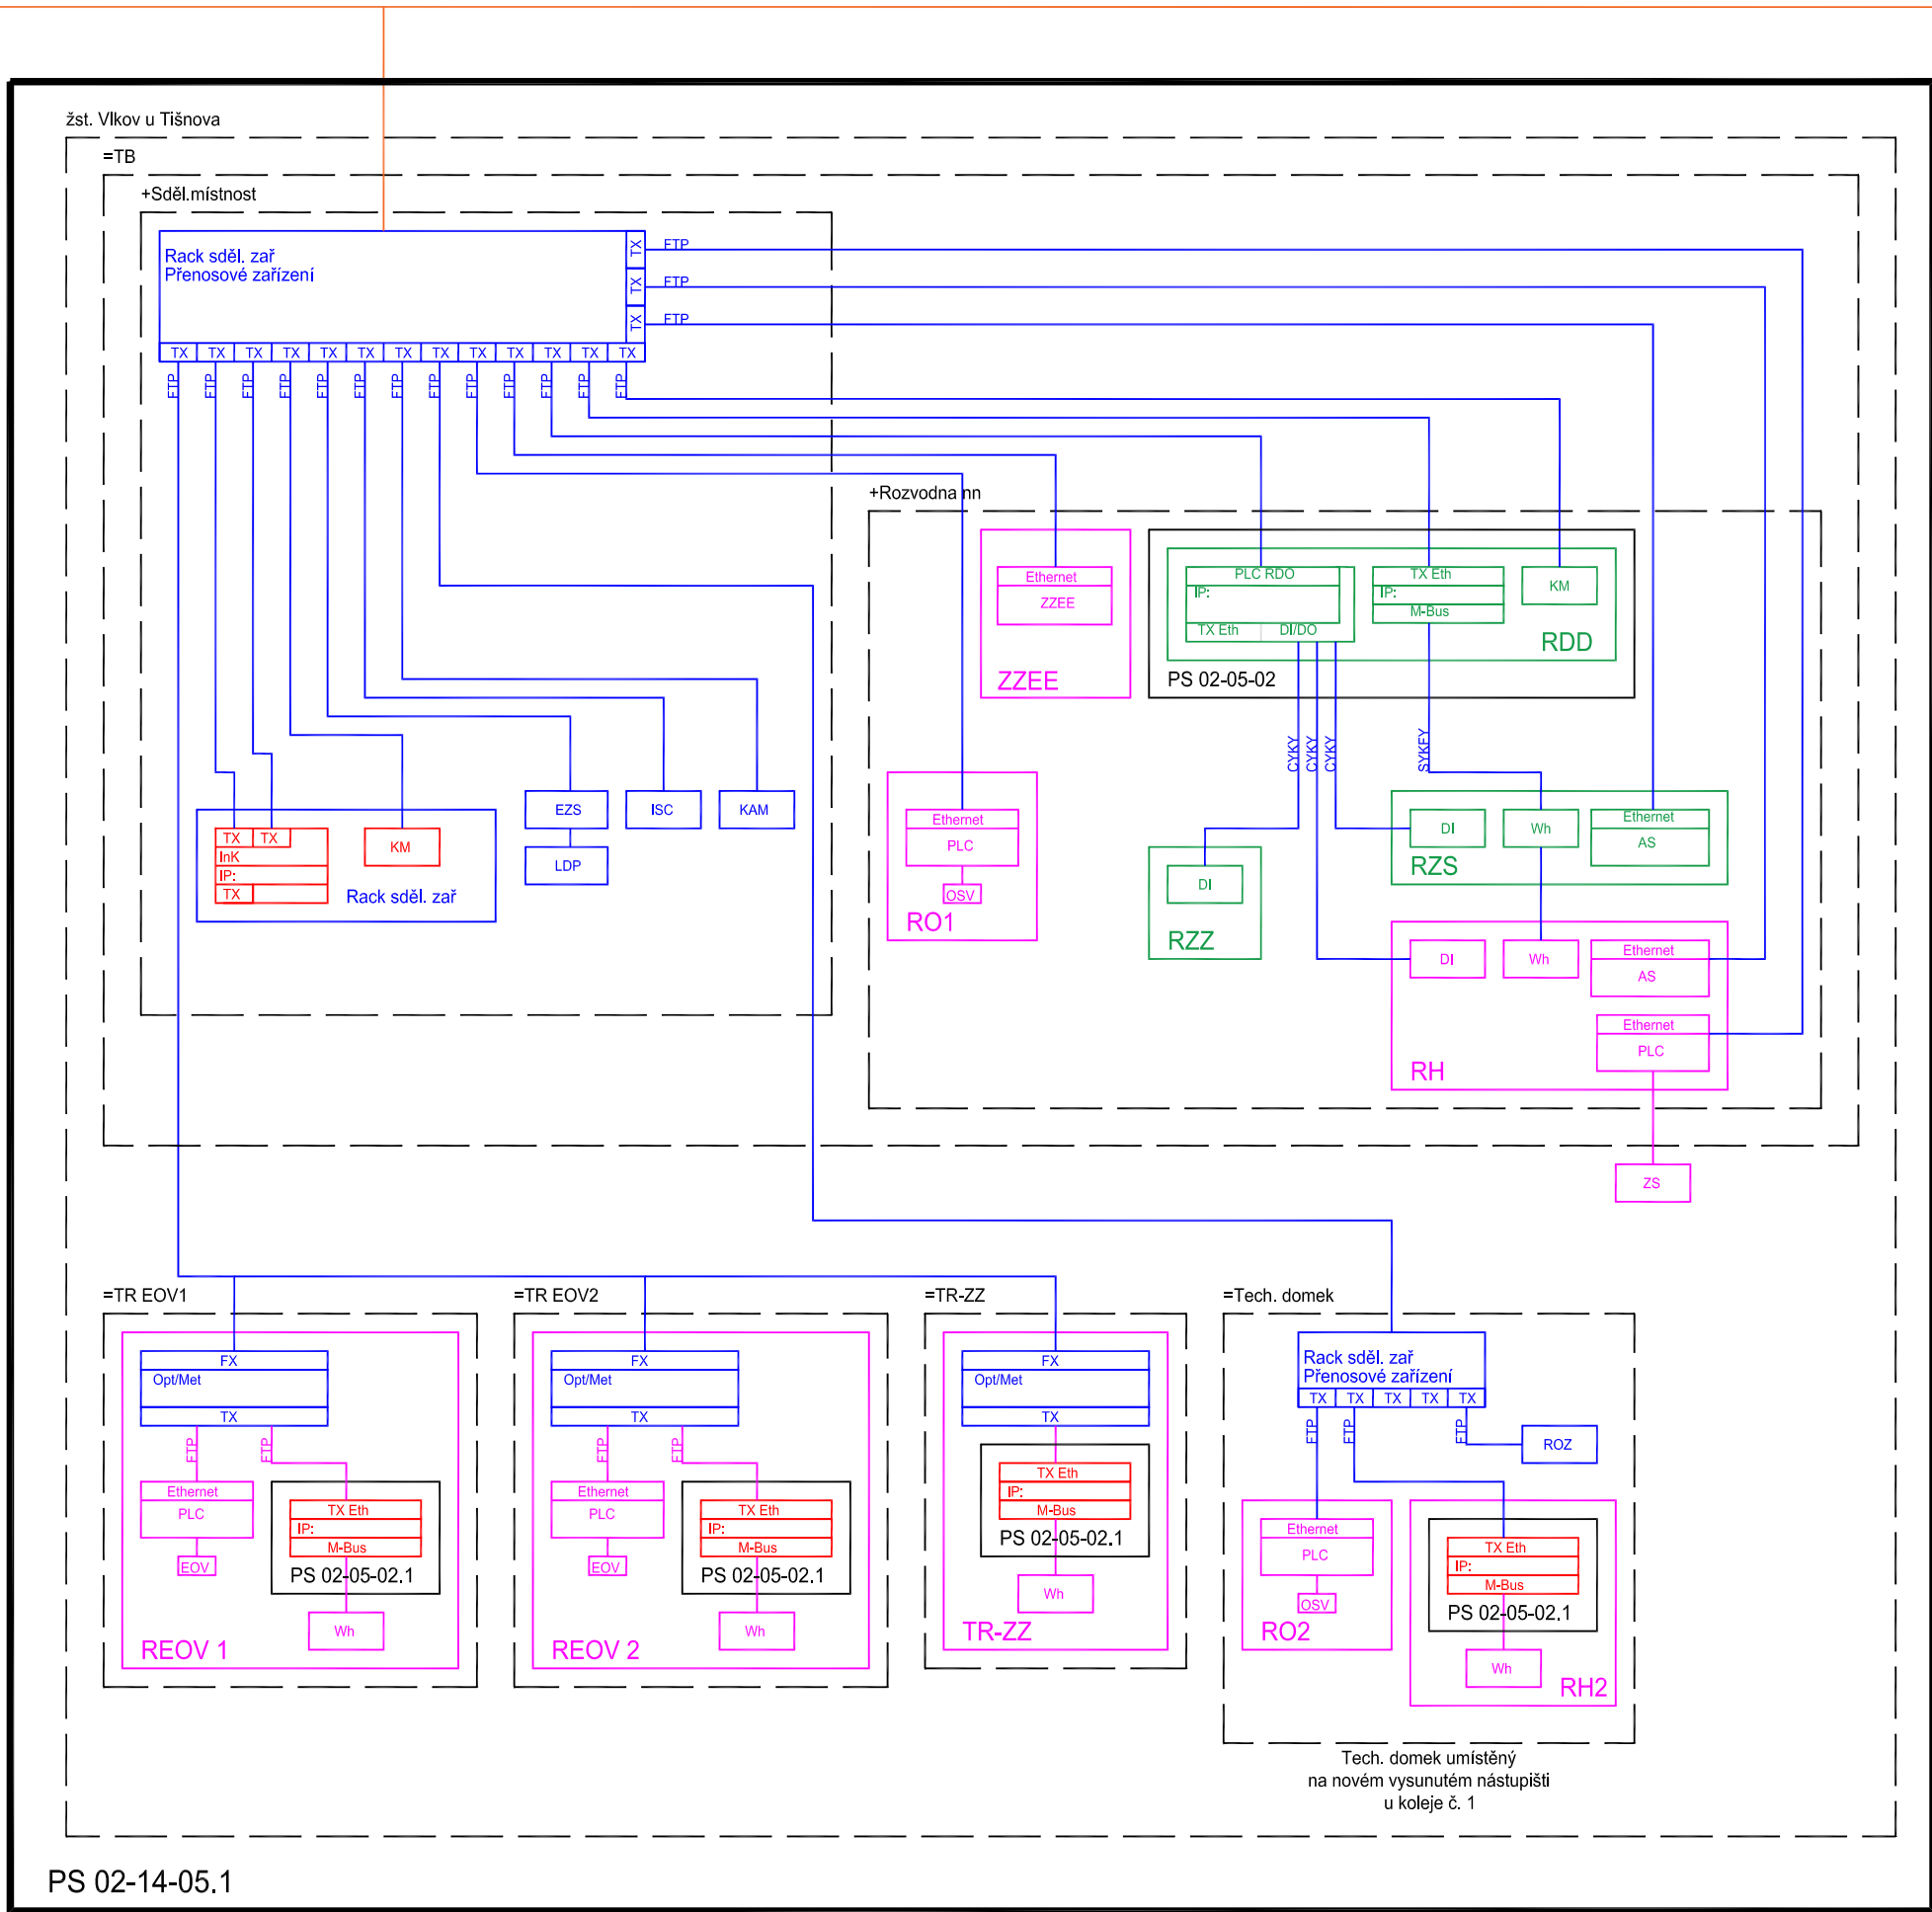 žst. Vlkov u Tišnova
=TB
+Sděl.místnost
Rack sděl. zař
Přenosové zařízení
TX FTP
TX FTP
TX FTP
TX TX TX TX TX TX TX TX TX TX TX TX TX
FTP FTP FTP FTP FTP FTP FTP FTP FTP FTP FTP FTP FTP
+Rozvodna nn
Ethernet
ZZEE
ZZEE
PLC RDO
IP:
TX Eth DI/DO
TX Eth
IP:
M-Bus
KM
RDD
PS 02-05-02
CYKY CYKY CYKY SYKFY
TX TX
InK
IP:
TX
KM
Rack sděl. zař
EZS
LDP
ISC
KAM
Ethernet
PLC
OSV
RO1
DI
RZZ
DI
Wh
Ethernet
AS
RZS
DI
Wh
Ethernet
AS
Ethernet
PLC
RH
ZS
=TR EOV1
FX
Opt/Met
TX
FTP FTP
Ethernet
PLC
EOV
TX Eth
IP:
M-Bus
PS 02-05-02.1
Wh
REOV 1
=TR EOV2
FX
Opt/Met
TX
FTP FTP
Ethernet
PLC
EOV
TX Eth
IP:
M-Bus
PS 02-05-02.1
Wh
REOV 2
=TR-ZZ
FX
Opt/Met
TX
TX Eth
IP:
M-Bus
PS 02-05-02.1
Wh
TR-ZZ
=Tech. domek
Rack sděl. zař
Přenosové zařízení
TX TX TX TX TX
FTP FTP FTP
ROZ
Ethernet
PLC
OSV
RO2
TX Eth
IP:
M-Bus
PS 02-05-02.1
Wh
RH2
Tech. domek umístěný
na novém vysunutém nástupišti
u koleje č. 1
PS 02-14-05.1